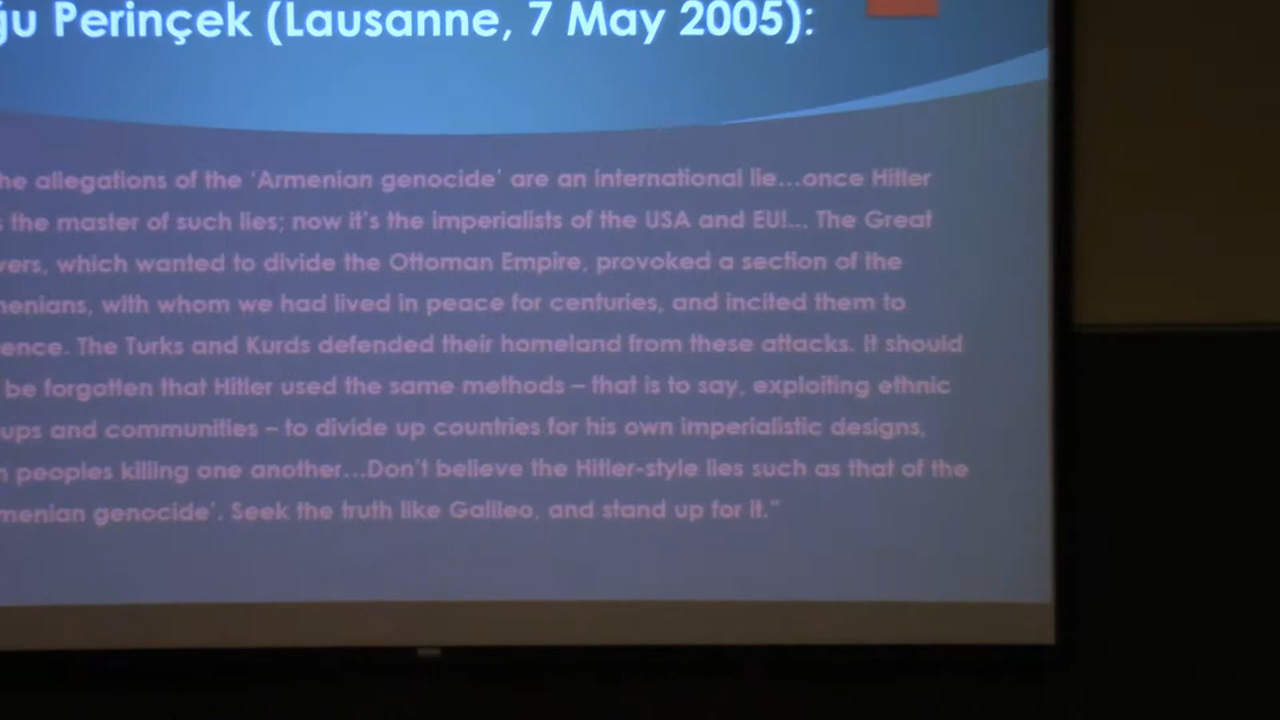 ğu Perinçek (Lausanne, 7 May 2005):
he allegations of the 'Armenian genocide' are an international lie...once Hitler
s the master of such lies; now it's the imperialists of the USA and EU!... The Great
wers, which wanted to divide the Ottoman Empire, provoked a section of the
menians, with whom we had lived in peace for centuries, and incited them to
ence. The Turks and Kurds defended their homeland from these attacks. It should
be forgotten that Hitler used the same methods – that is to say, exploiting ethnic
ups and communities – to divide up countries for his own imperialistic designs,
n peoples killing one another...Don't believe the Hitler-style lies such as that of the
menian genocide'. Seek the truth like Galileo, and stand up for it."